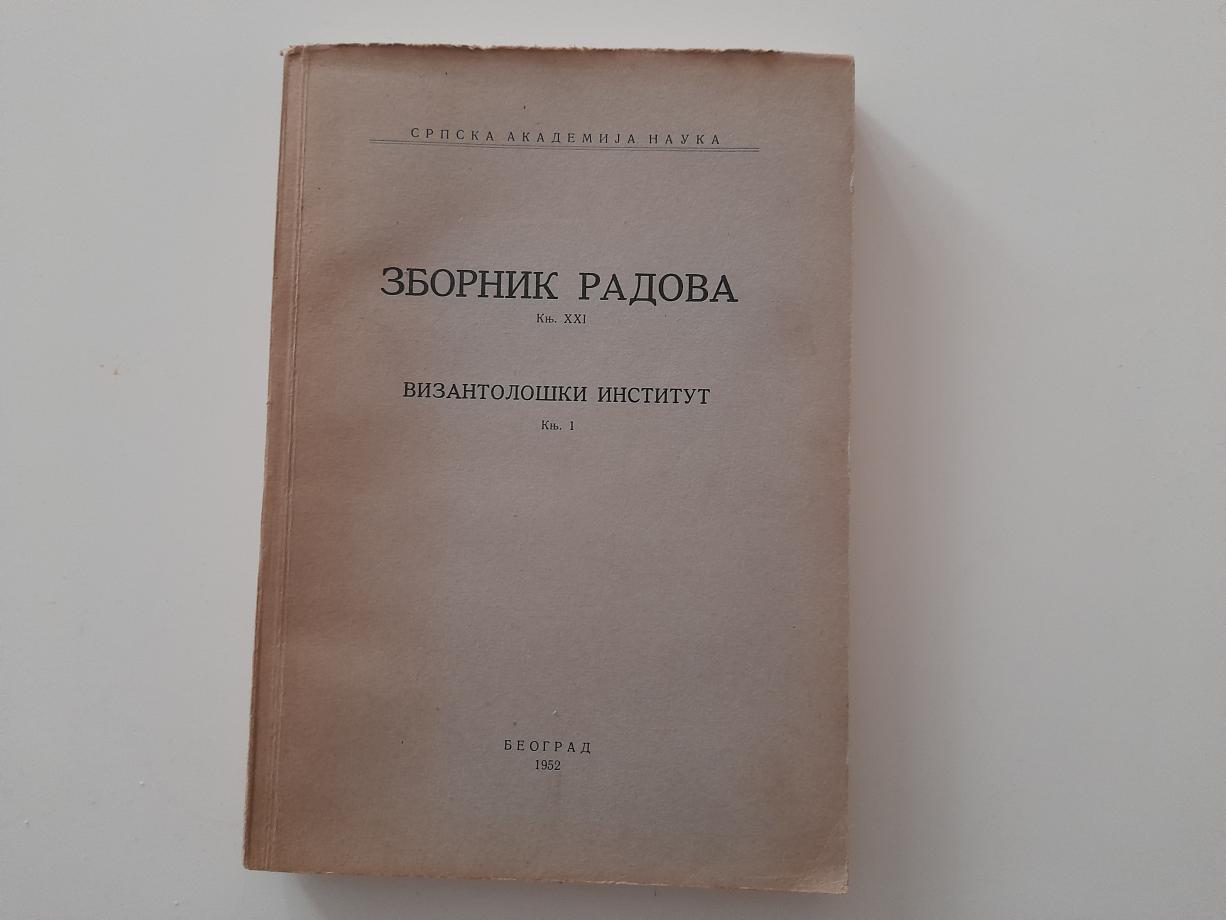 СРПСКА АКАДЕМИЈА НАУКА
ЗБОРНИК РАДОВА
Књ. XXI
ВИЗАНТОЛОШКИ ИНСТИТУТ
Књ. 1
БЕОГРАД
1952